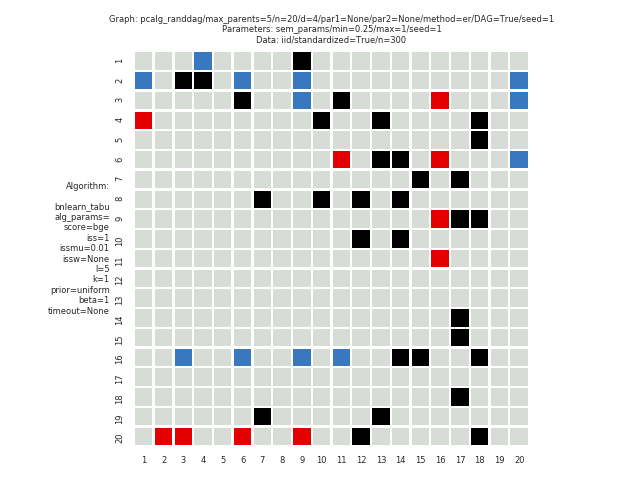 Graph: pcalg_randdag/max_parents=5/n=20/d=4/par1=None/par2=None/method=er/DAG=True/seed=1
Parameters: sem_params/min=0.25/max=1/seed=1
Data: iid/standardized=True/n=300
1
2
3
4
5
6
7
8
9
10
11
12
13
14
15
16
17
18
19
20
Algorithm:
bnlearn_tabu
alg_params=
score=bge
iss=1
issmu=0.01
issw=None
l=5
k=1
prior=uniform
beta=1
timeout=None
1 2 3 4 5 6 7 8 9 10 11 12 13 14 15 16 17 18 19 20